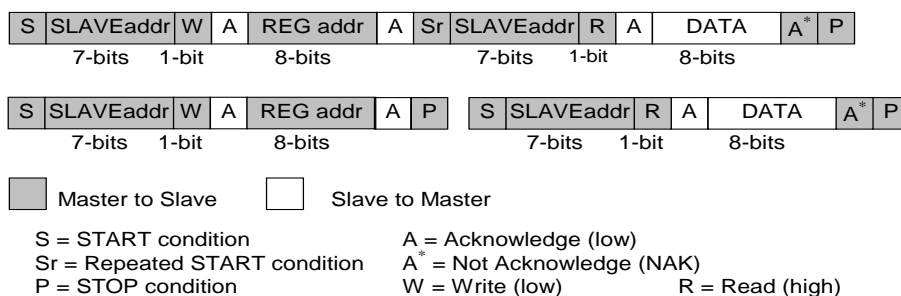 S SLAVEaddr W A REG addr A Sr SLAVEaddr R A DATA A* P
7-bits 1-bit 8-bits 7-bits 1-bit 8-bits
S SLAVEaddr W A REG addr A P S SLAVEaddr R A DATA A* P
7-bits 1-bit 8-bits 7-bits 1-bit 8-bits
Master to Slave Slave to Master
S = START condition A = Acknowledge (low)
Sr = Repeated START condition A* = Not Acknowledge (NAK)
P = STOP condition W = Write (low) R = Read (high)